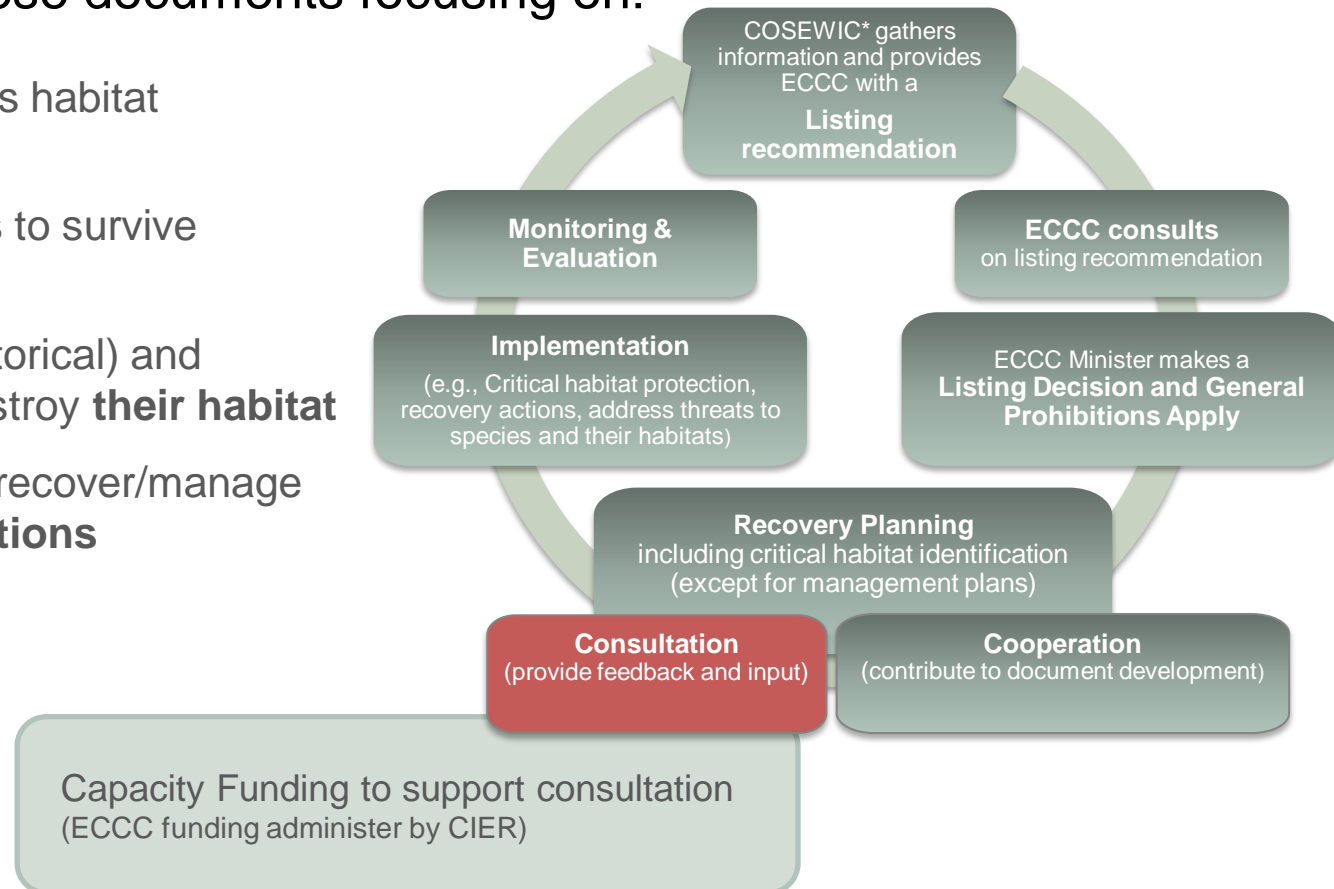 ose documents focusing on:
s habitat
s to survive
torical) and
stroy their habitat
recover/manage
tions
COSEWIC* gathers
information and provides
ECCC with a
Listing
recommendation
ECCC consults
on listing recommendation
ECCC Minister makes a
Listing Decision and General
Prohibitions Apply
Recovery Planning
including critical habitat identification
(except for management plans)
Consultation
(provide feedback and input)
Cooperation
(contribute to document development)
Implementation
(e.g., Critical habitat protection,
recovery actions, address threats to
species and their habitats)
Monitoring &
Evaluation
Capacity Funding to support consultation
(ECCC funding administer by CIER)